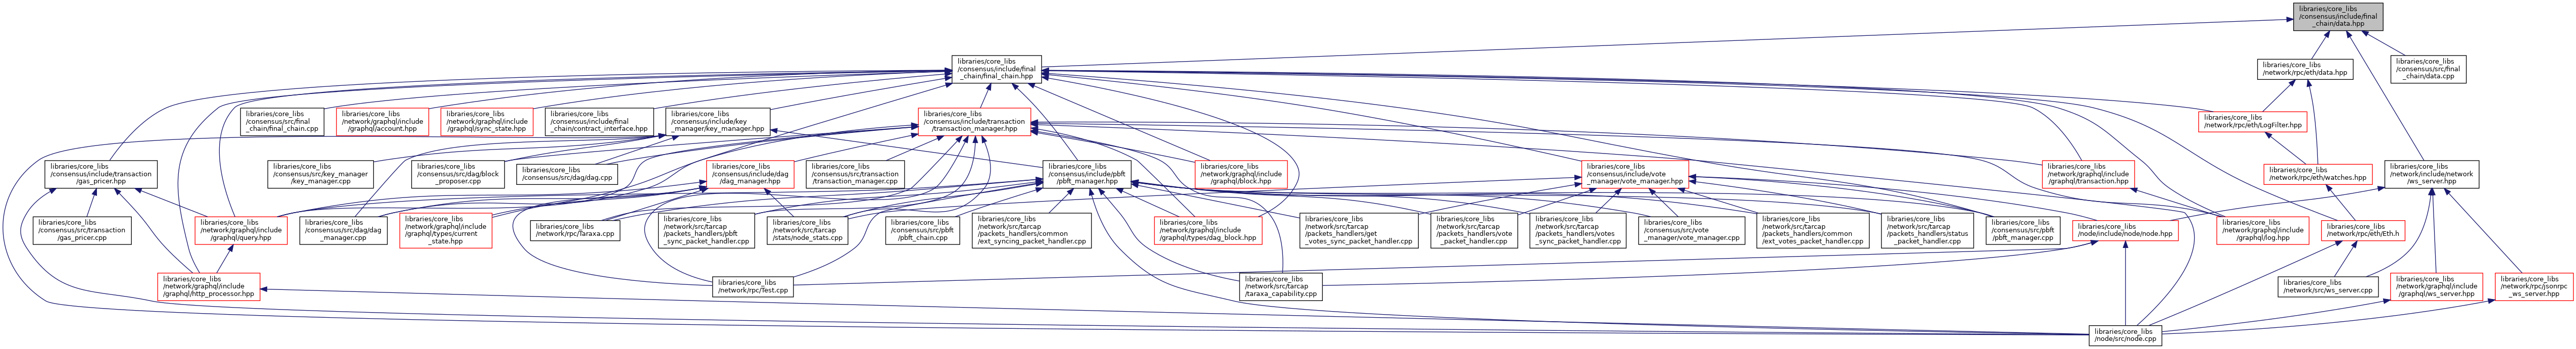 libraries/core_libs
/consensus/include/final
_chain/data.hpp
libraries/core_libs
/consensus/include/final
_chain/final_chain.hpp
libraries/core_libs
/network/rpc/eth/data.hpp
libraries/core_libs
/consensus/src/final
_chain/data.cpp
libraries/core_libs
/consensus/src/final
_chain/final_chain.cpp
libraries/core_libs
/network/graphql/include
/graphql/account.hpp
libraries/core_libs
/network/graphql/include
/graphql/sync_state.hpp
libraries/core_libs
/consensus/include/final
_chain/contract_interface.hpp
libraries/core_libs
/consensus/include/key
_manager/key_manager.hpp
libraries/core_libs
/consensus/include/transaction
/transaction_manager.hpp
libraries/core_libs
/network/rpc/eth/LogFilter.hpp
libraries/core_libs
/consensus/include/transaction
/gas_pricer.hpp
libraries/core_libs
/consensus/src/key_manager
/key_manager.cpp
libraries/core_libs
/consensus/src/dag/block
_proposer.cpp
libraries/core_libs
/consensus/src/dag/dag.cpp
libraries/core_libs
/consensus/include/dag
/dag_manager.hpp
libraries/core_libs
/consensus/src/transaction
/transaction_manager.cpp
libraries/core_libs
/consensus/include/pbft
/pbft_manager.hpp
libraries/core_libs
/network/graphql/include
/graphql/block.hpp
libraries/core_libs
/consensus/include/vote
_manager/vote_manager.hpp
libraries/core_libs
/network/graphql/include
/graphql/transaction.hpp
libraries/core_libs
/network/rpc/eth/watches.hpp
libraries/core_libs
/network/include/network
/ws_server.hpp
libraries/core_libs
/consensus/src/transaction
/gas_pricer.cpp
libraries/core_libs
/network/graphql/include
/graphql/query.hpp
libraries/core_libs
/consensus/src/dag/dag
_manager.cpp
libraries/core_libs
/network/graphql/include
/graphql/types/current
_state.hpp
libraries/core_libs
/network/rpc/Taraxa.cpp
libraries/core_libs
/network/src/tarcap
/packets_handlers/pbft
_sync_packet_handler.cpp
libraries/core_libs
/network/src/tarcap
/stats/node_stats.cpp
libraries/core_libs
/consensus/src/pbft
/pbft_chain.cpp
libraries/core_libs
/network/src/tarcap
/packets_handlers/common
/ext_syncing_packet_handler.cpp
libraries/core_libs
/network/graphql/include
/graphql/types/dag_block.hpp
libraries/core_libs
/network/src/tarcap
/packets_handlers/get
_votes_sync_packet_handler.cpp
libraries/core_libs
/network/src/tarcap
/packets_handlers/vote
_packet_handler.cpp
libraries/core_libs
/network/src/tarcap
/packets_handlers/votes
_sync_packet_handler.cpp
libraries/core_libs
/consensus/src/vote
_manager/vote_manager.cpp
libraries/core_libs
/network/src/tarcap
/packets_handlers/common
/ext_votes_packet_handler.cpp
libraries/core_libs
/network/src/tarcap
/packets_handlers/status
_packet_handler.cpp
libraries/core_libs
/consensus/src/pbft
/pbft_manager.cpp
libraries/core_libs
/node/include/node/node.hpp
libraries/core_libs
/network/graphql/include
/graphql/log.hpp
libraries/core_libs
/network/rpc/eth/Eth.h
libraries/core_libs
/network/graphql/include
/graphql/http_processor.hpp
libraries/core_libs
/network/rpc/Test.cpp
libraries/core_libs
/network/src/tarcap
/taraxa_capability.cpp
libraries/core_libs
/network/src/ws_server.cpp
libraries/core_libs
/network/graphql/include
/graphql/ws_server.hpp
libraries/core_libs
/network/rpc/jsonrpc
_ws_server.hpp
libraries/core_libs
/node/src/node.cpp